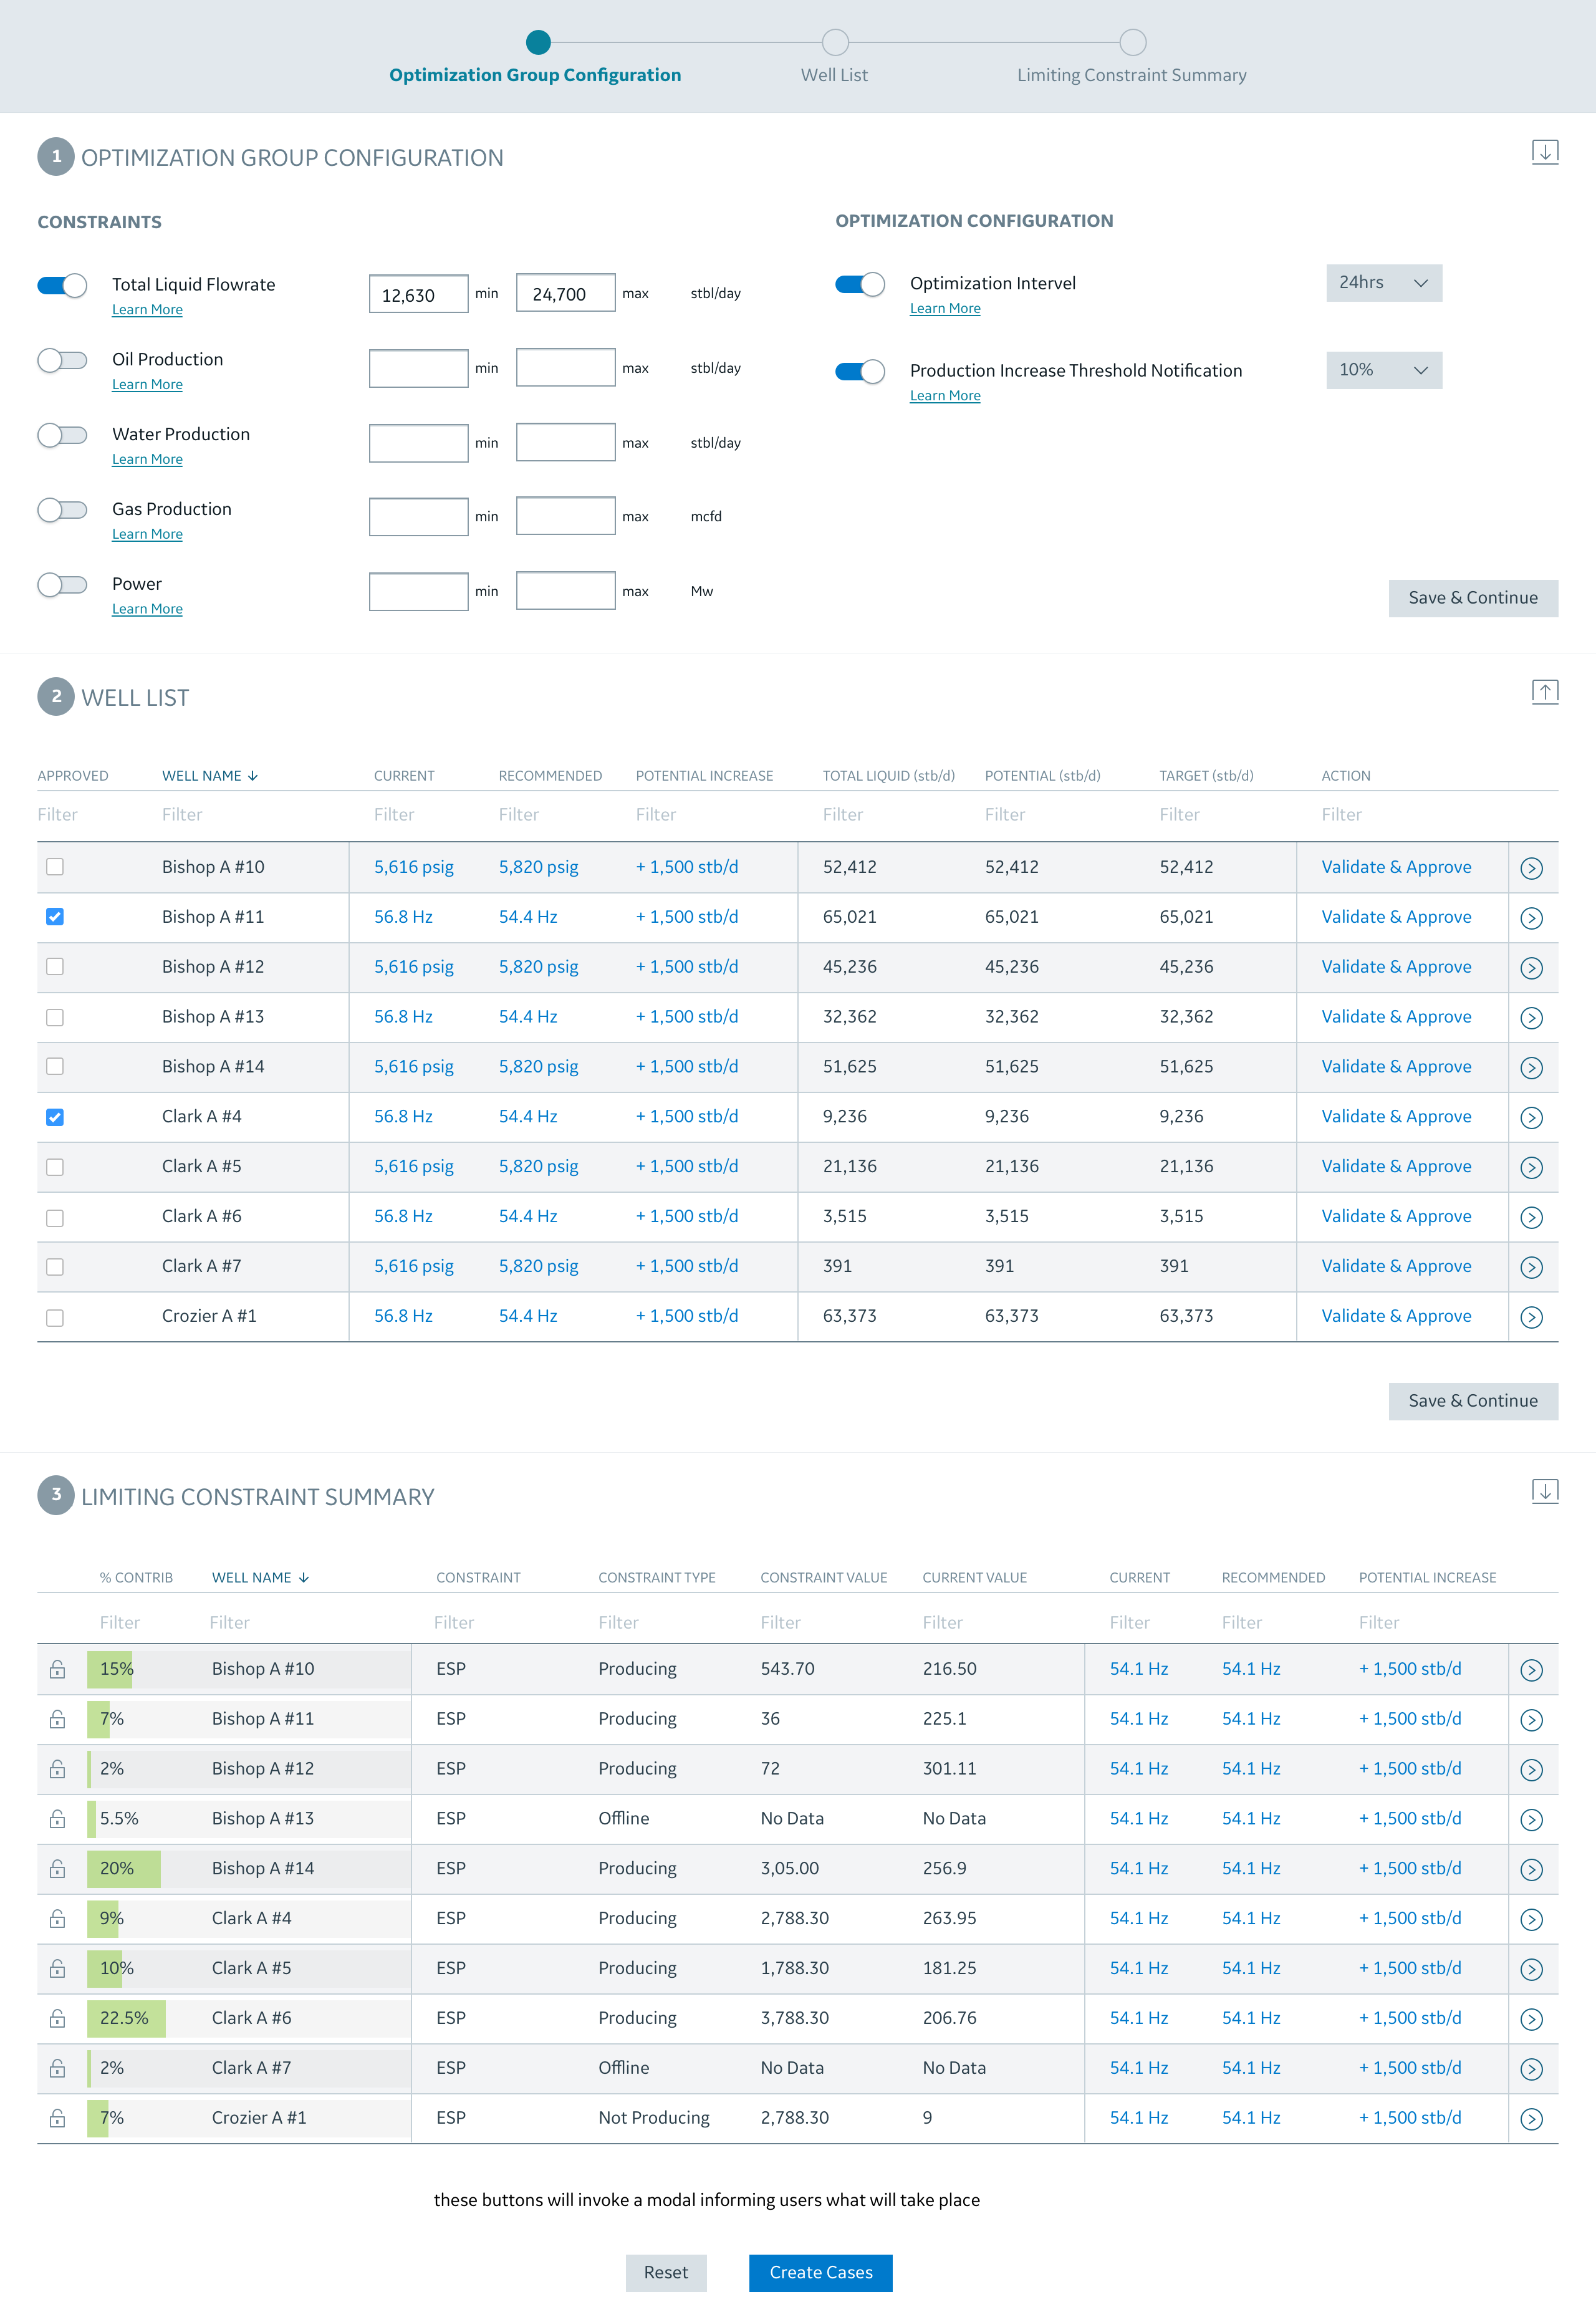 Optimization Group Configuration Well List Limiting Constraint Summary
1 OPTIMIZATION GROUP CONFIGURATION
CONSTRAINTS
Total Liquid Flowrate 12,630 min 24,700 max stbl/day
Learn More
Oil Production min max stbl/day
Learn More
Water Production min max stbl/day
Learn More
Gas Production min max mcfd
Learn More
Power min max Mw
Learn More
OPTIMIZATION CONFIGURATION
Optimization Intervel 24hrs
Learn More
Production Increase Threshold Notification 10%
Learn More
Save & Continue
2 WELL LIST
APPROVED WELL NAME ↓ CURRENT RECOMMENDED POTENTIAL INCREASE TOTAL LIQUID (stb/d) POTENTIAL (stb/d) TARGET (stb/d) ACTION
Filter Filter Filter Filter Filter Filter Filter Filter Filter
Bishop A #10 5,616 psig 5,820 psig + 1,500 stb/d 52,412 52,412 52,412 Validate & Approve
Bishop A #11 56.8 Hz 54.4 Hz + 1,500 stb/d 65,021 65,021 65,021 Validate & Approve
Bishop A #12 5,616 psig 5,820 psig + 1,500 stb/d 45,236 45,236 45,236 Validate & Approve
Bishop A #13 56.8 Hz 54.4 Hz + 1,500 stb/d 32,362 32,362 32,362 Validate & Approve
Bishop A #14 5,616 psig 5,820 psig + 1,500 stb/d 51,625 51,625 51,625 Validate & Approve
Clark A #4 56.8 Hz 54.4 Hz + 1,500 stb/d 9,236 9,236 9,236 Validate & Approve
Clark A #5 5,616 psig 5,820 psig + 1,500 stb/d 21,136 21,136 21,136 Validate & Approve
Clark A #6 56.8 Hz 54.4 Hz + 1,500 stb/d 3,515 3,515 3,515 Validate & Approve
Clark A #7 5,616 psig 5,820 psig + 1,500 stb/d 391 391 391 Validate & Approve
Crozier A #1 56.8 Hz 54.4 Hz + 1,500 stb/d 63,373 63,373 63,373 Validate & Approve
Save & Continue
3 LIMITING CONSTRAINT SUMMARY
% CONTRIB WELL NAME ↓ CONSTRAINT CONSTRAINT TYPE CONSTRAINT VALUE CURRENT VALUE CURRENT RECOMMENDED POTENTIAL INCREASE
Filter Filter Filter Filter Filter Filter Filter Filter Filter
15% Bishop A #10 ESP Producing 543.70 216.50 54.1 Hz 54.1 Hz + 1,500 stb/d
7% Bishop A #11 ESP Producing 36 225.1 54.1 Hz 54.1 Hz + 1,500 stb/d
2% Bishop A #12 ESP Producing 72 301.11 54.1 Hz 54.1 Hz + 1,500 stb/d
5.5% Bishop A #13 ESP Offline No Data No Data 54.1 Hz 54.1 Hz + 1,500 stb/d
20% Bishop A #14 ESP Producing 3,05.00 256.9 54.1 Hz 54.1 Hz + 1,500 stb/d
9% Clark A #4 ESP Producing 2,788.30 263.95 54.1 Hz 54.1 Hz + 1,500 stb/d
10% Clark A #5 ESP Producing 1,788.30 181.25 54.1 Hz 54.1 Hz + 1,500 stb/d
22.5% Clark A #6 ESP Producing 3,788.30 206.76 54.1 Hz 54.1 Hz + 1,500 stb/d
2% Clark A #7 ESP Offline No Data No Data 54.1 Hz 54.1 Hz + 1,500 stb/d
7% Crozier A #1 ESP Not Producing 2,788.30 9 54.1 Hz 54.1 Hz + 1,500 stb/d
these buttons will invoke a modal informing users what will take place
Reset Create Cases